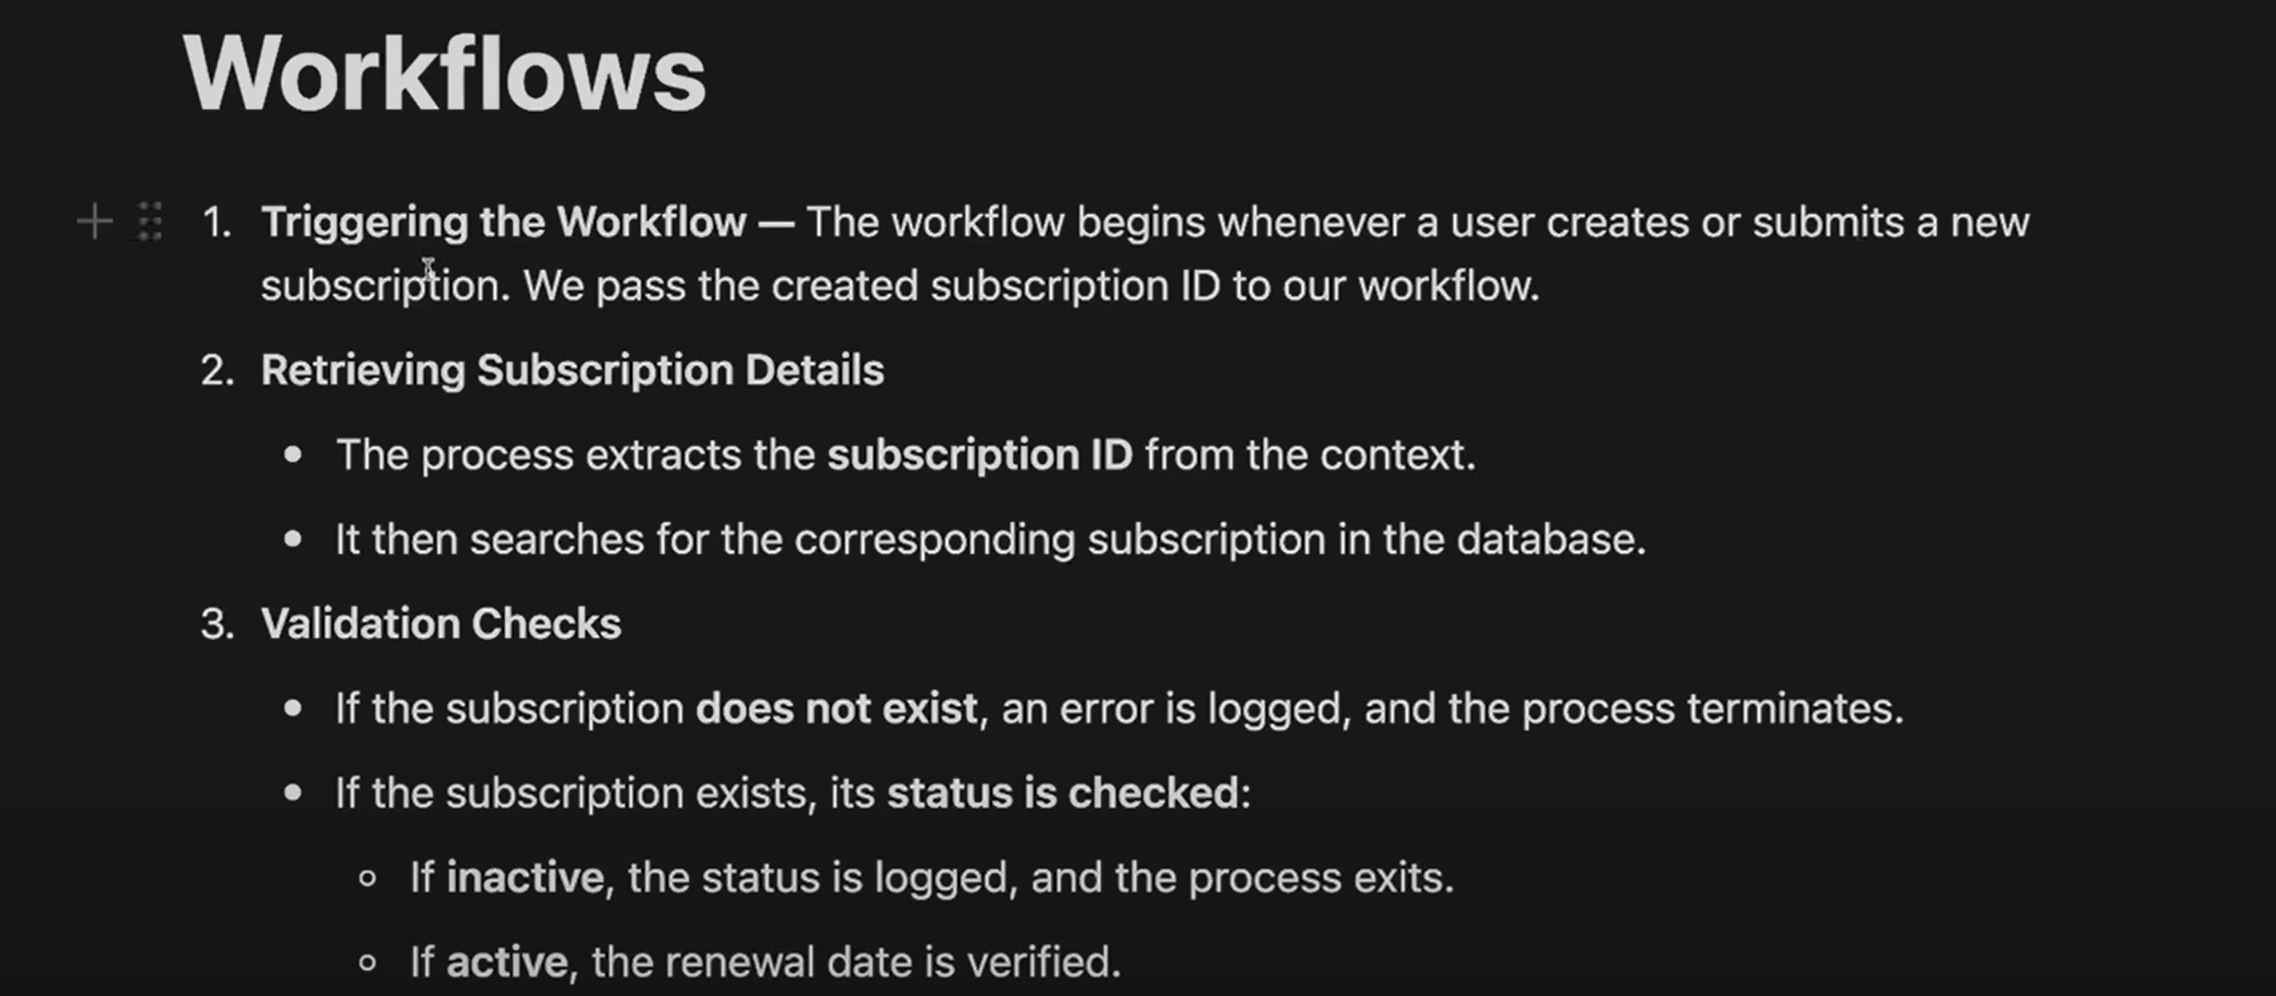 Workflows
1. Triggering the Workflow — The workflow begins whenever a user creates or submits a new
subscription. We pass the created subscription ID to our workflow.
2. Retrieving Subscription Details
• The process extracts the subscription ID from the context.
• It then searches for the corresponding subscription in the database.
3. Validation Checks
• If the subscription does not exist, an error is logged, and the process terminates.
• If the subscription exists, its status is checked:
◦ If inactive, the status is logged, and the process exits.
◦ If active, the renewal date is verified.